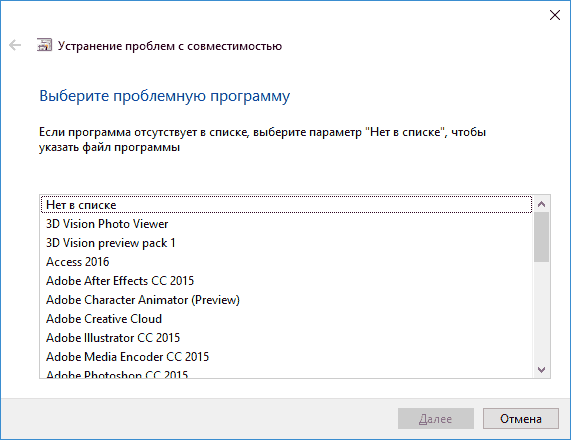 Устранение проблем с совместимостью
Выберите проблемную программу
Если программа отсутствует в списке, выберите параметр "Нет в списке", чтобы
указать файл программы
Нет в списке
3D Vision Photo Viewer
3D Vision preview pack 1
Access 2016
Adobe After Effects CC 2015
Adobe Character Animator (Preview)
Adobe Creative Cloud
Adobe Illustrator CC 2015
Adobe Media Encoder CC 2015
Adobe Photoshop CC 2015
Далее
Отмена